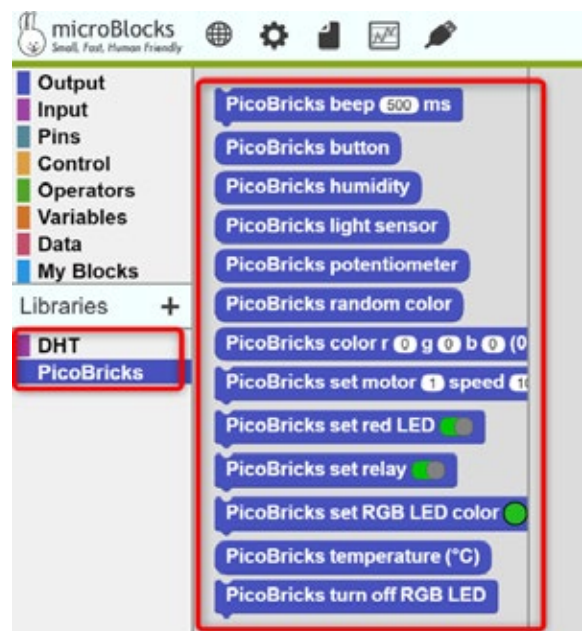 microBlocks
Small, Fast, Human Friendly
Output
Input
Pins
Control
Operators
Variables
Data
My Blocks
Libraries +
DHT
PicoBricks
PicoBricks beep 500 ms
PicoBricks button
PicoBricks humidity
PicoBricks light sensor
PicoBricks potentiometer
PicoBricks random color
PicoBricks color r 0 g 0 b 0 (0
PicoBricks set motor 1 speed 10
PicoBricks set red LED
PicoBricks set relay
PicoBricks set RGB LED color
PicoBricks temperature (°C)
PicoBricks turn off RGB LED